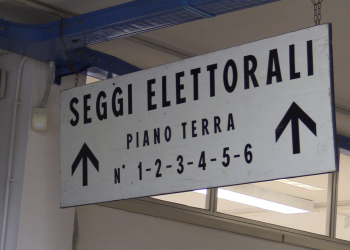 SEGGI ELETTORALI
PIANO TERRA
N° 1-2-3-4-5-6